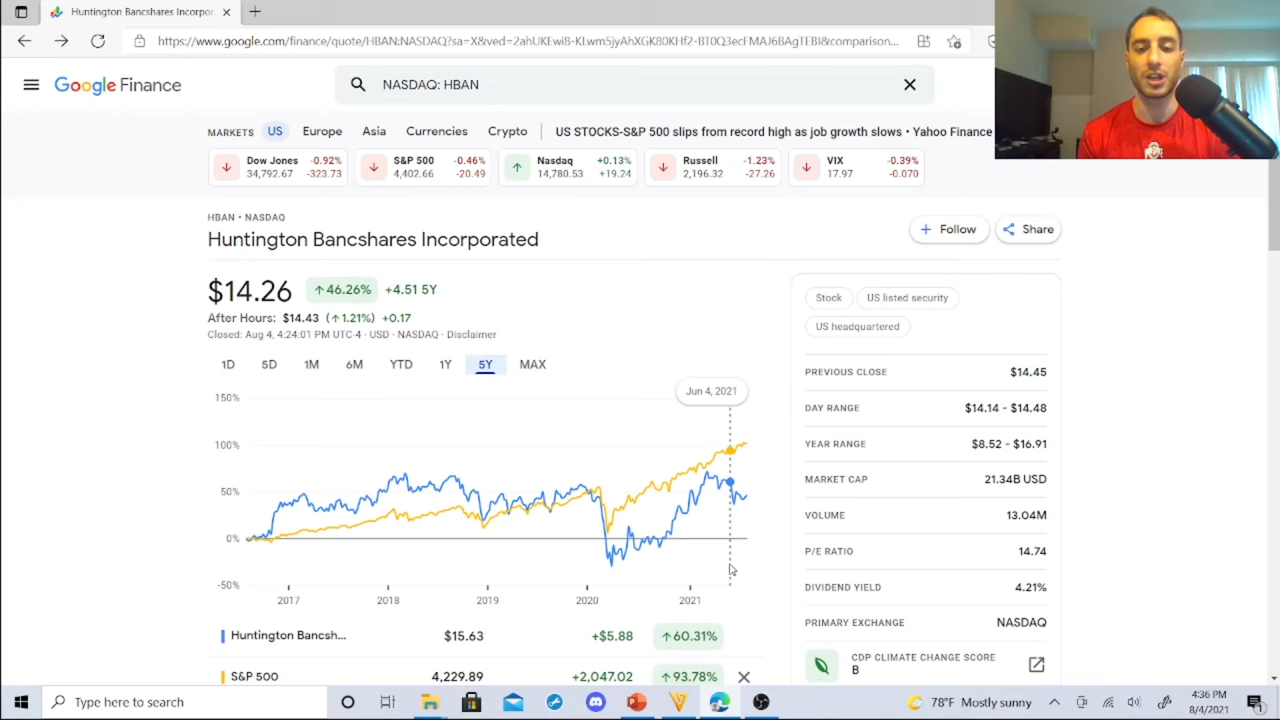 Huntington Bancshares Incorpor
https://www.google.com/finance/quote/HBAN:NASDAQ?sa=X&ved=2ahUKEwi8-KLwm5jyAhXGK80KHf2-BT0Q3ecFMAJ6BAgTEBI&comparison...
Google Finance
NASDAQ: HBAN
MARKETS US Europe Asia Currencies Crypto US STOCKS-S&P 500 slips from record high as job growth slows • Yahoo Finance
Dow Jones -0.92% S&P 500 -0.46% Nasdaq +0.13% Russell -1.23% VIX -0.39%
34,792.67 -323.73 4,402.66 -20.49 14,780.53 +19.24 2,196.32 -27.26 17.97 -0.070
HBAN • NASDAQ
Huntington Bancshares Incorporated
+ Follow Share
$14.26 ↑46.26% +4.51 5Y
After Hours: $14.43 (↑1.21%) +0.17
Closed: Aug 4, 4:24:01 PM UTC-4 · USD · NASDAQ · Disclaimer
1D 5D 1M 6M YTD 1Y 5Y MAX
Jun 4, 2021
150%
100%
50%
0%
-50%
2017 2018 2019 2020 2021
Huntington Bancsh... $15.63 +$5.88 ↑60.31%
S&P 500 4,229.89 +2,047.02 ↑93.78%
Stock US listed security
US headquartered
PREVIOUS CLOSE $14.45
DAY RANGE $14.14 - $14.48
YEAR RANGE $8.52 - $16.91
MARKET CAP 21.34B USD
VOLUME 13.04M
P/E RATIO 14.74
DIVIDEND YIELD 4.21%
PRIMARY EXCHANGE NASDAQ
CDP CLIMATE CHANGE SCORE
B
Type here to search
78°F Mostly sunny
4:36 PM
8/4/2021
1